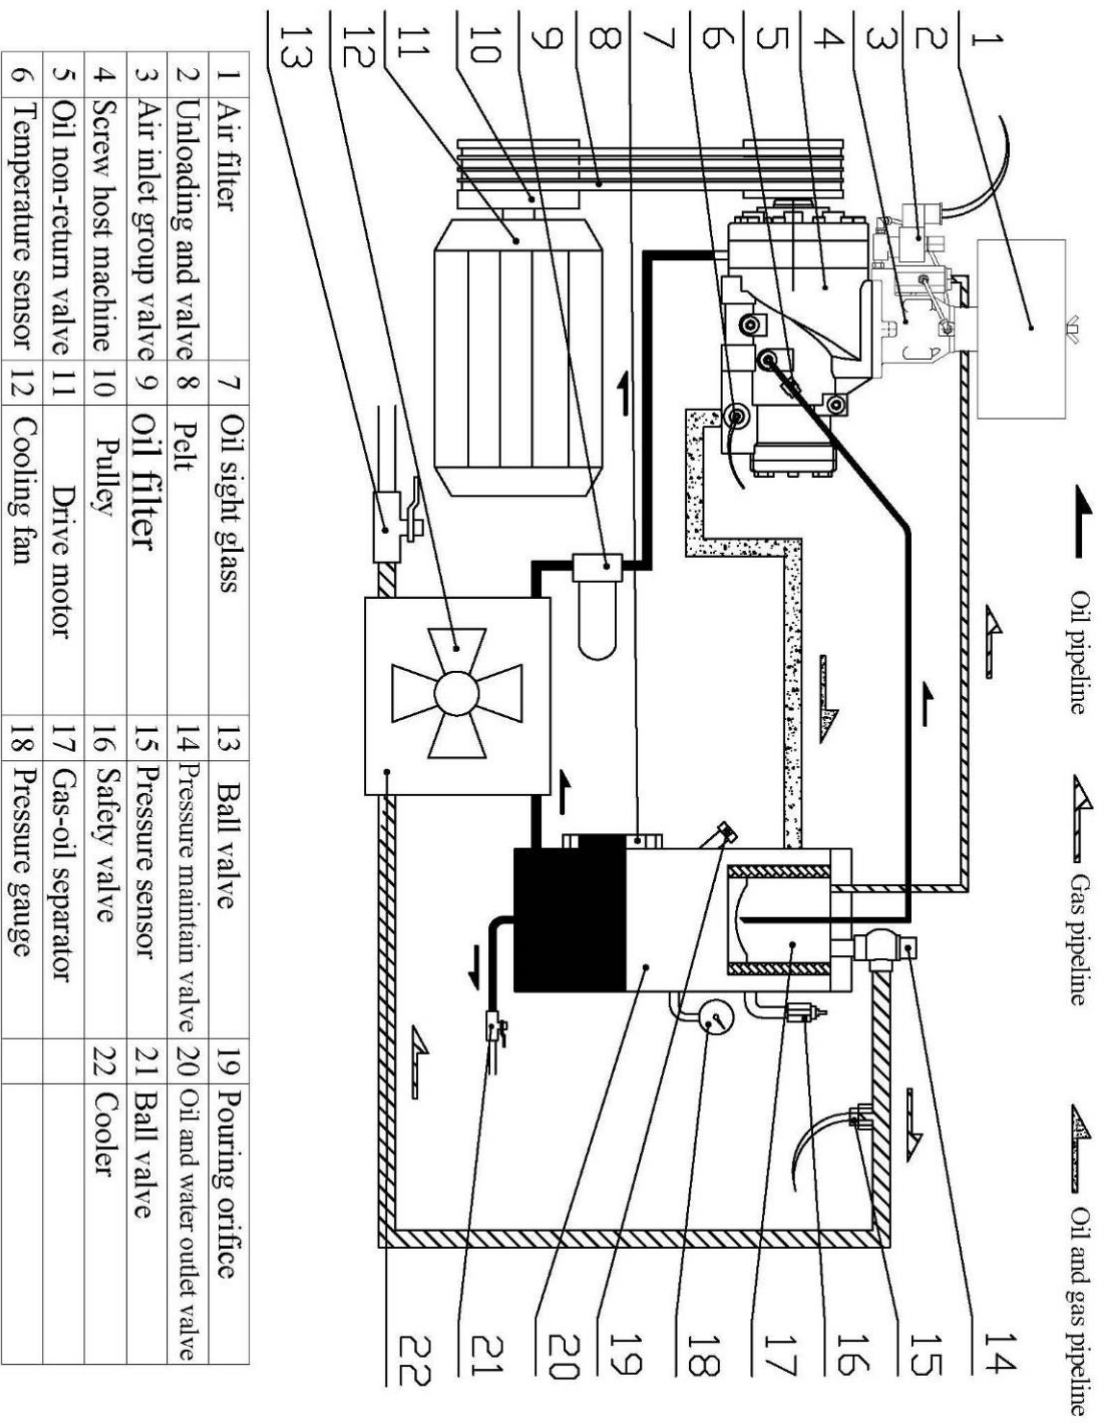 Oil pipeline
Gas pipeline
Oil and gas pipeline
1
2
3
4
5
6
7
8
9
10
11
12
13
14
15
16
17
18
19
20
21
22
1 Air filter 7 Oil sight glass 13 Ball valve 19 Pouring orifice
2 Unloading and valve 8 Pelt 14 Pressure maintain valve 20 Oil and water outlet valve
3 Air inlet group valve 9 Oil filter 15 Pressure sensor 21 Ball valve
4 Screw host machine 10 Pulley 16 Safety valve 22 Cooler
5 Oil non-return valve 11 Drive motor 17 Gas-oil separator
6 Temperature sensor 12 Cooling fan 18 Pressure gauge